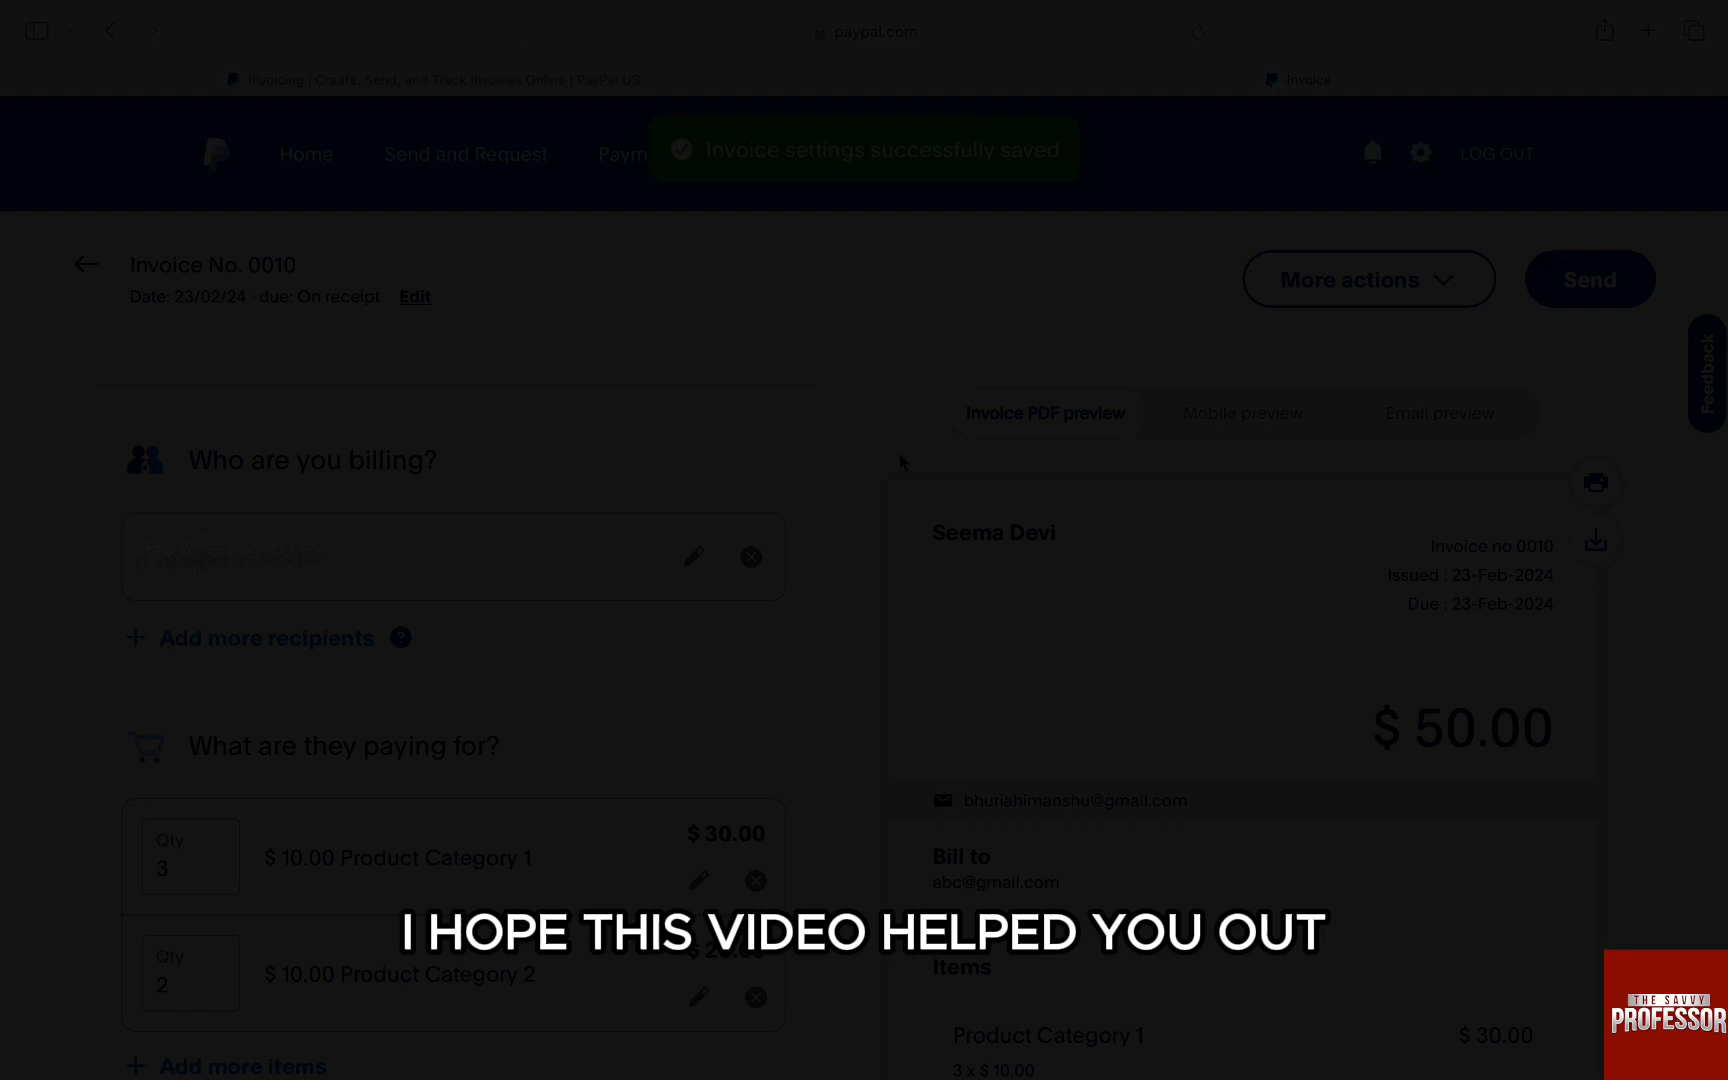 paypal.com
Invoicing | Create, Send, and Track Invoices Online | PayPal US
Invoice
Home
Send and Request
Paym
Invoice settings successfully saved
LOG OUT
Invoice No. 0010
Date: 23/02/24 · due: On receipt Edit
More actions
Send
Feedback
Invoice PDF preview
Mobile preview
Email preview
Who are you billing?
+ Add more recipients ?
What are they paying for?
Qty
3
$ 10.00 Product Category 1
$ 30.00
Qty
2
$ 10.00 Product Category 2
+ Add more items
Seema Devi
Invoice no 0010
Issued : 23-Feb-2024
Due : 23-Feb-2024
$ 50.00
bhuriahimanshu@gmail.com
Bill to
abc@gmail.com
Items
Product Category 1
$ 30.00
3 x $ 10.00
I HOPE THIS VIDEO HELPED YOU OUT
THE SAVVY
PROFESSOR